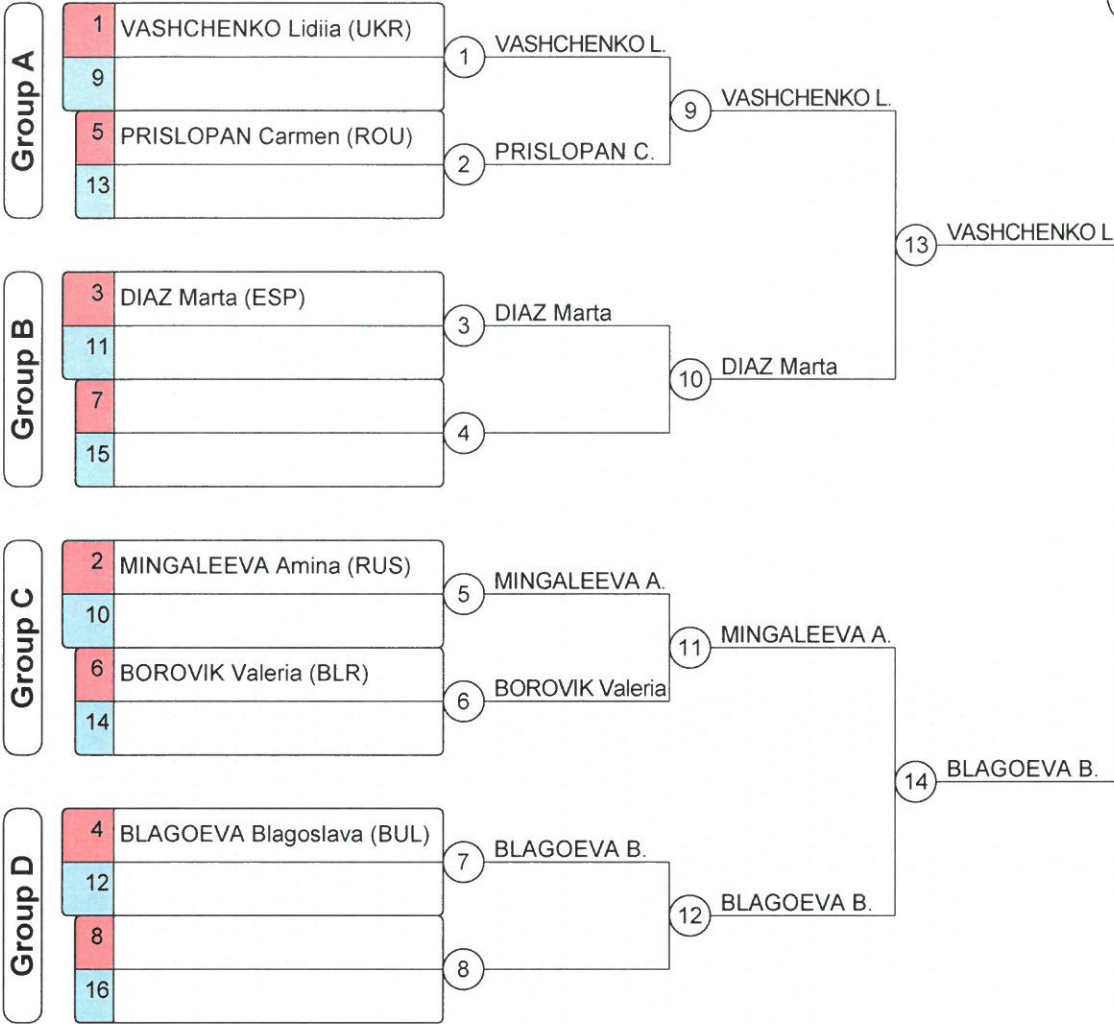 Group A
1 VASHCHENKO Lidiia (UKR)
9
5 PRISLOPAN Carmen (ROU)
13
1 VASHCHENKO L.
2 PRISLOPAN C.
9 VASHCHENKO L.
Group B
3 DIAZ Marta (ESP)
11
7
15
3 DIAZ Marta
4
10 DIAZ Marta
13 VASHCHENKO L
Group C
2 MINGALEEVA Amina (RUS)
10
6 BOROVIK Valeria (BLR)
14
5 MINGALEEVA A.
6 BOROVIK Valeria
11 MINGALEEVA A.
Group D
4 BLAGOEVA Blagoslava (BUL)
12
8
16
7 BLAGOEVA B.
8
12 BLAGOEVA B.
14 BLAGOEVA B.